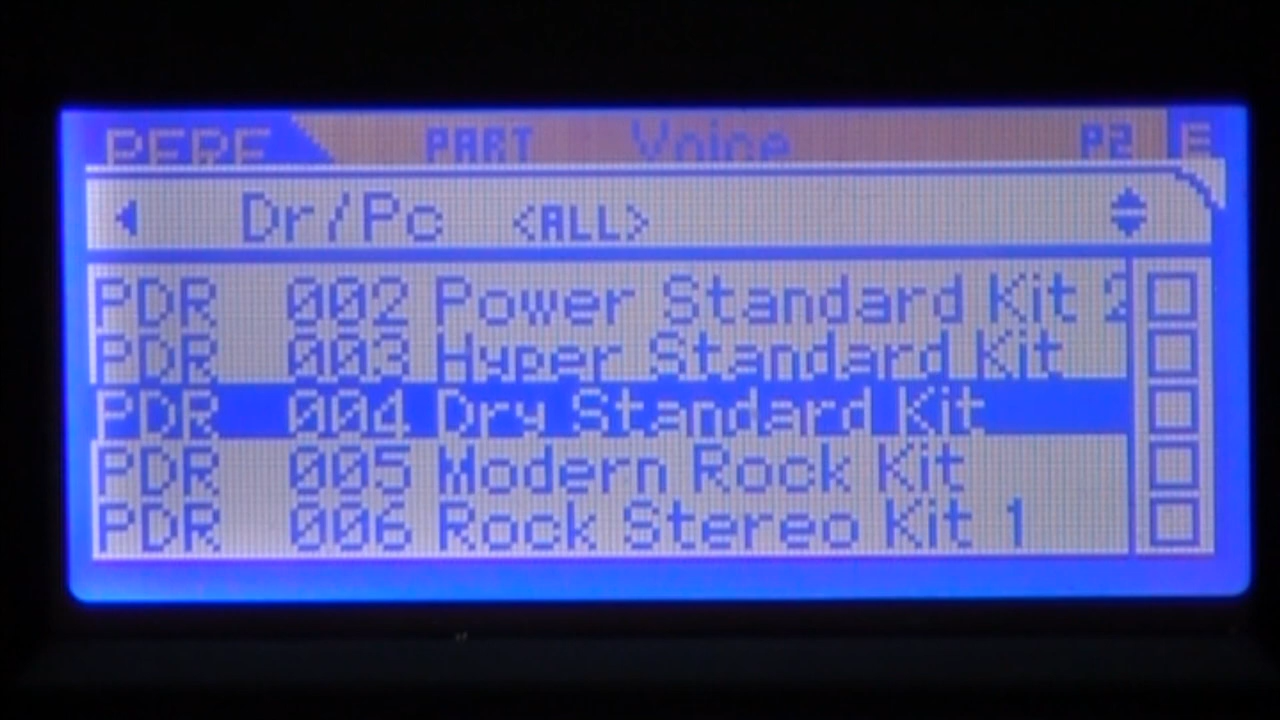 PERF PART Voice P2 E
Dr/Pc <ALL>
PDR 002 Power Standard Kit 2
PDR 003 Hyper Standard Kit
PDR 004 Dry Standard Kit
PDR 005 Modern Rock Kit
PDR 006 Rock Stereo Kit 1